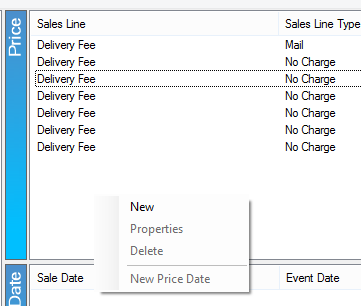 Price
Sales Line Sales Line Type
Delivery Fee Mail
Delivery Fee No Charge
Delivery Fee No Charge
Delivery Fee No Charge
Delivery Fee No Charge
Delivery Fee No Charge
Delivery Fee No Charge
New
Properties
Delete
New Price Date
Date
Sale Date Event Date